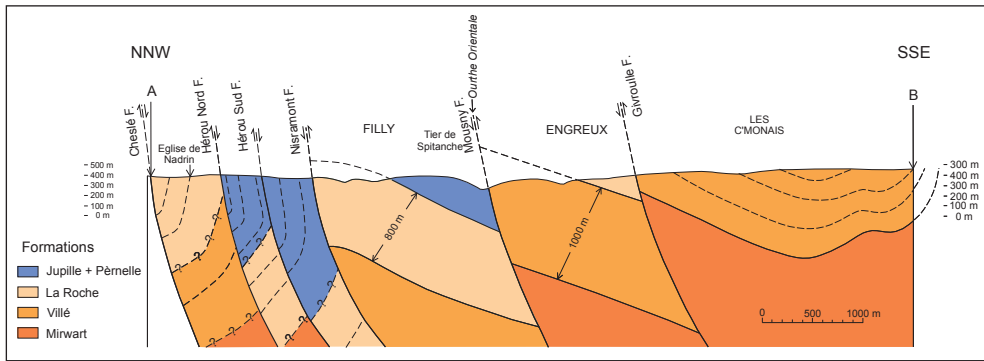 NNW
SSE
A
B
Cheslé F.
Eglise de
Nadrin
Hérou Nord F.
Hérou Sud F.
Nisramont F.
FILLY
Tier de
Spitanche
Mousny F.
Ourthe Orientale
ENGREUX
Givroulle F.
LES
C'MONAIS
500 m
400 m
300 m
200 m
100 m
0 m
300 m
400 m
300 m
200 m
100 m
0 m
800 m
1000 m
? ? ? ? ? ? ? ? ? ? ? ? ? ?
Formations
Jupille + Pèrnelle
La Roche
Villé
Mirwart
0 500 1000 m